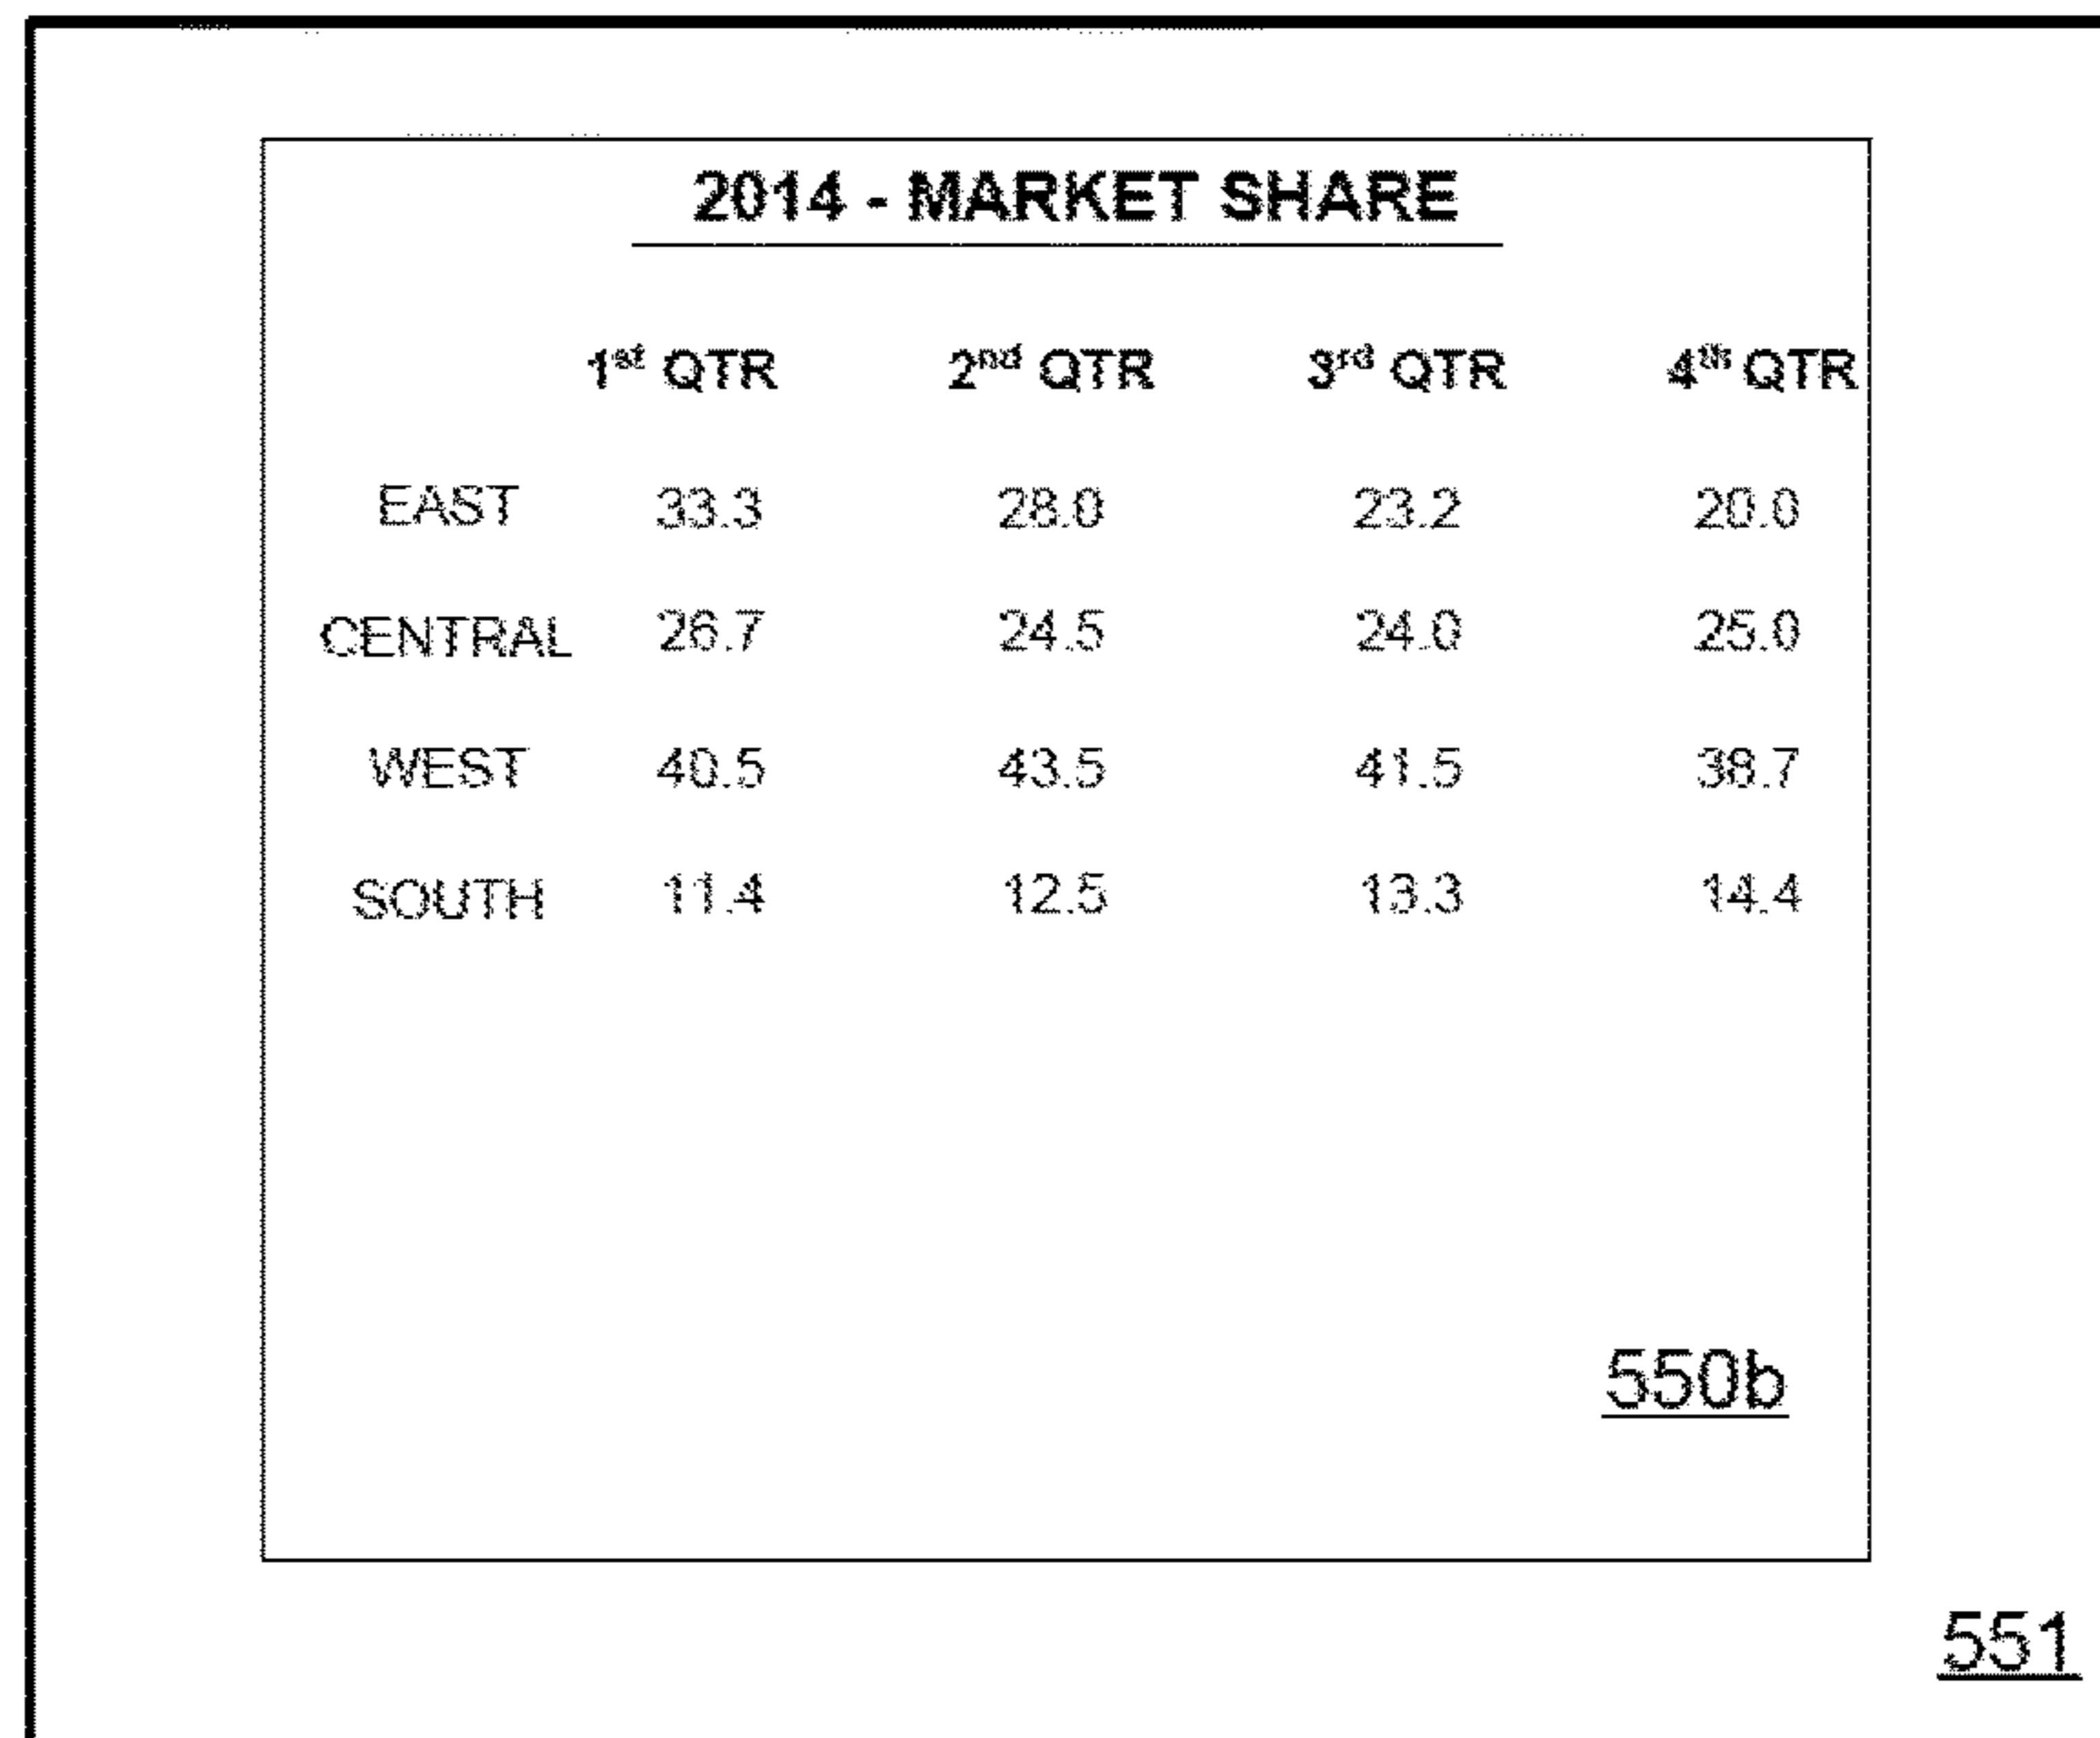 2014 - MARKET SHARE
1st QTR 2nd QTR 3rd QTR 4th QTR
EAST 33.3 28.0 23.2 20.0
CENTRAL 26.7 24.5 24.0 25.0
WEST 40.5 43.5 41.5 38.7
SOUTH 11.4 12.5 13.3 14.4
550b
551